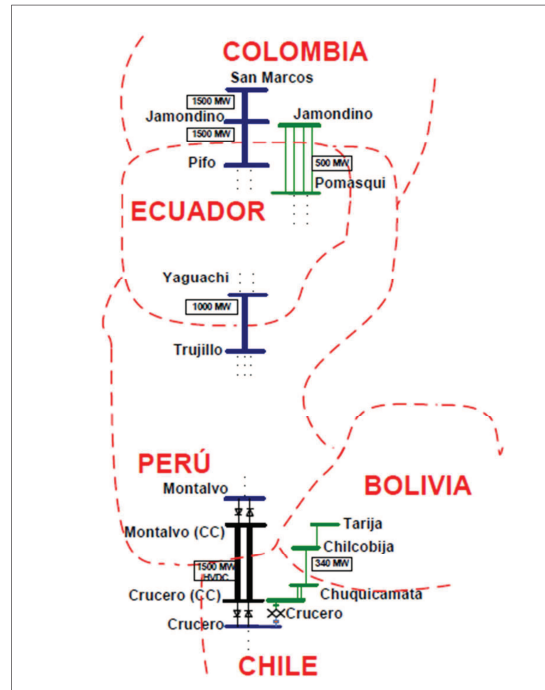 COLOMBIA
San Marcos
1500 MW
Jamondino
1500 MW
Pifo
Jamondino
500 MW
Pomasqui
ECUADOR
Yaguachi
1000 MW
Trujillo
PERÚ
Montalvo
BOLIVIA
Montalvo (CC)
Tarija
Chilcobija
1500 MW
HVDC
340 MW
Crucero (CC)
Chuquicamata
Crucero
Crucero
CHILE